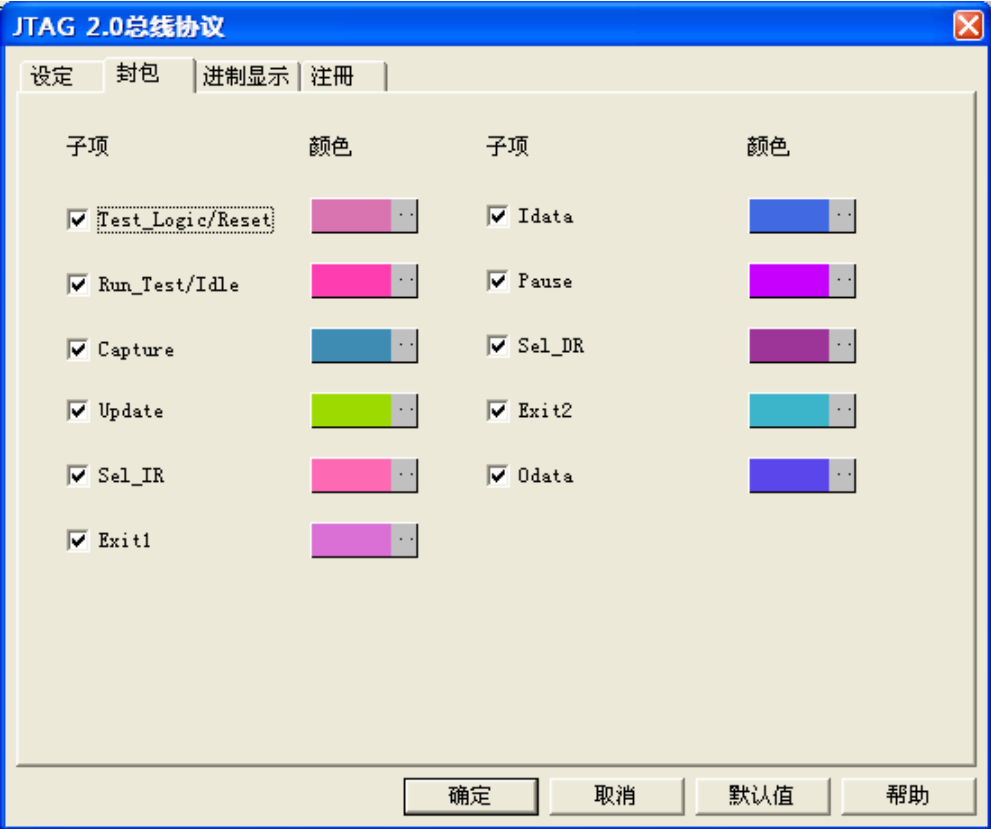 JTAG 2.0总线协议
设定 封包 进制显示 注册
子项 颜色 子项 颜色
Test_Logic/Reset .. Idata ..
Run_Test/Idle .. Pause ..
Capture .. Sel_DR ..
Update .. Exit2 ..
Sel_IR .. Odata ..
Exit1 ..
确定 取消 默认值 帮助